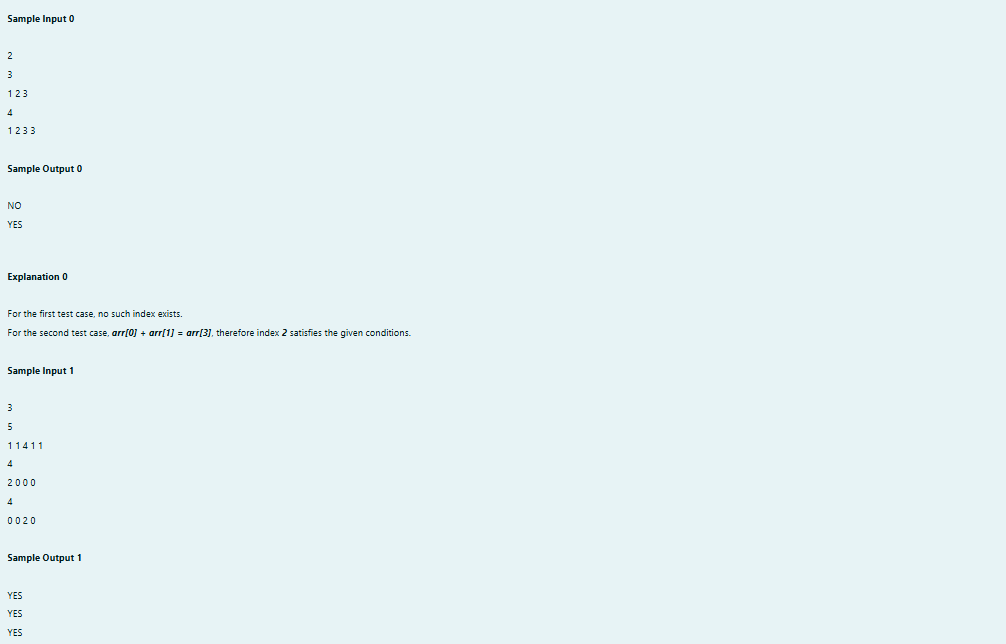 Sample Input 0
2
3
1 2 3
4
1 2 3 3
Sample Output 0
NO
YES
Explanation 0
For the first test case, no such index exists.
For the second test case, arr[0] + arr[1] = arr[3], therefore index 2 satisfies the given conditions.
Sample Input 1
3
5
1 1 4 1 1
4
2 0 0 0
4
0 0 2 0
Sample Output 1
YES
YES
YES